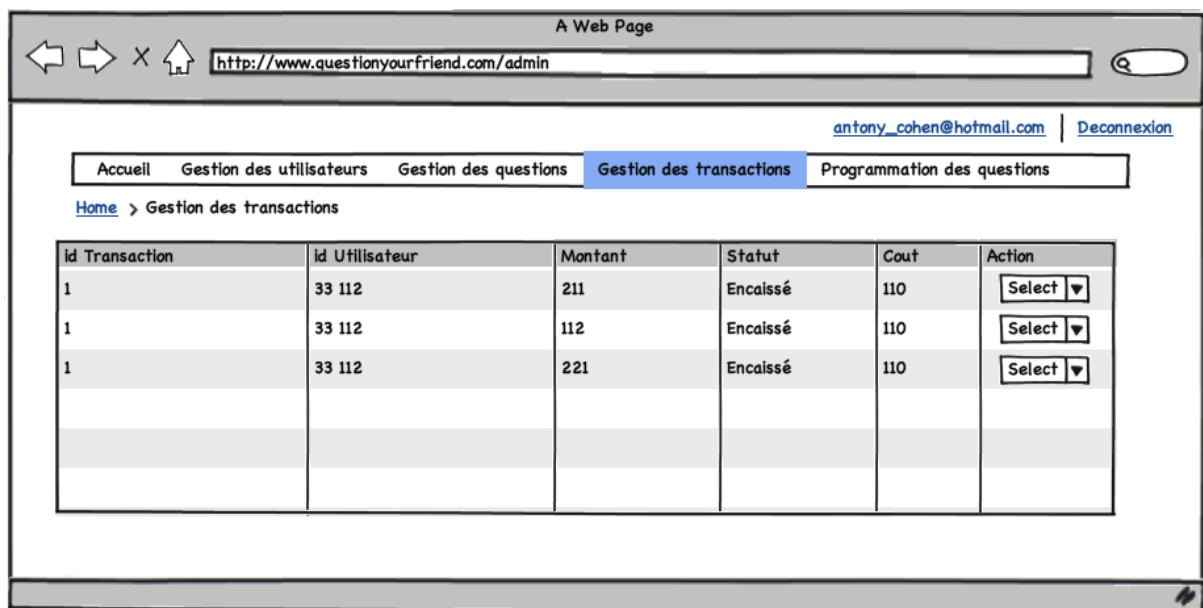 A Web Page
http://www.questionyourfriend.com/admin
antony_cohen@hotmail.com Deconnexion
Accueil Gestion des utilisateurs Gestion des questions Gestion des transactions Programmation des questions
Home > Gestion des transactions
id Transaction id Utilisateur Montant Statut Cout Action
1 33 112 211 Encaissé 110 Select
1 33 112 112 Encaissé 110 Select
1 33 112 221 Encaissé 110 Select